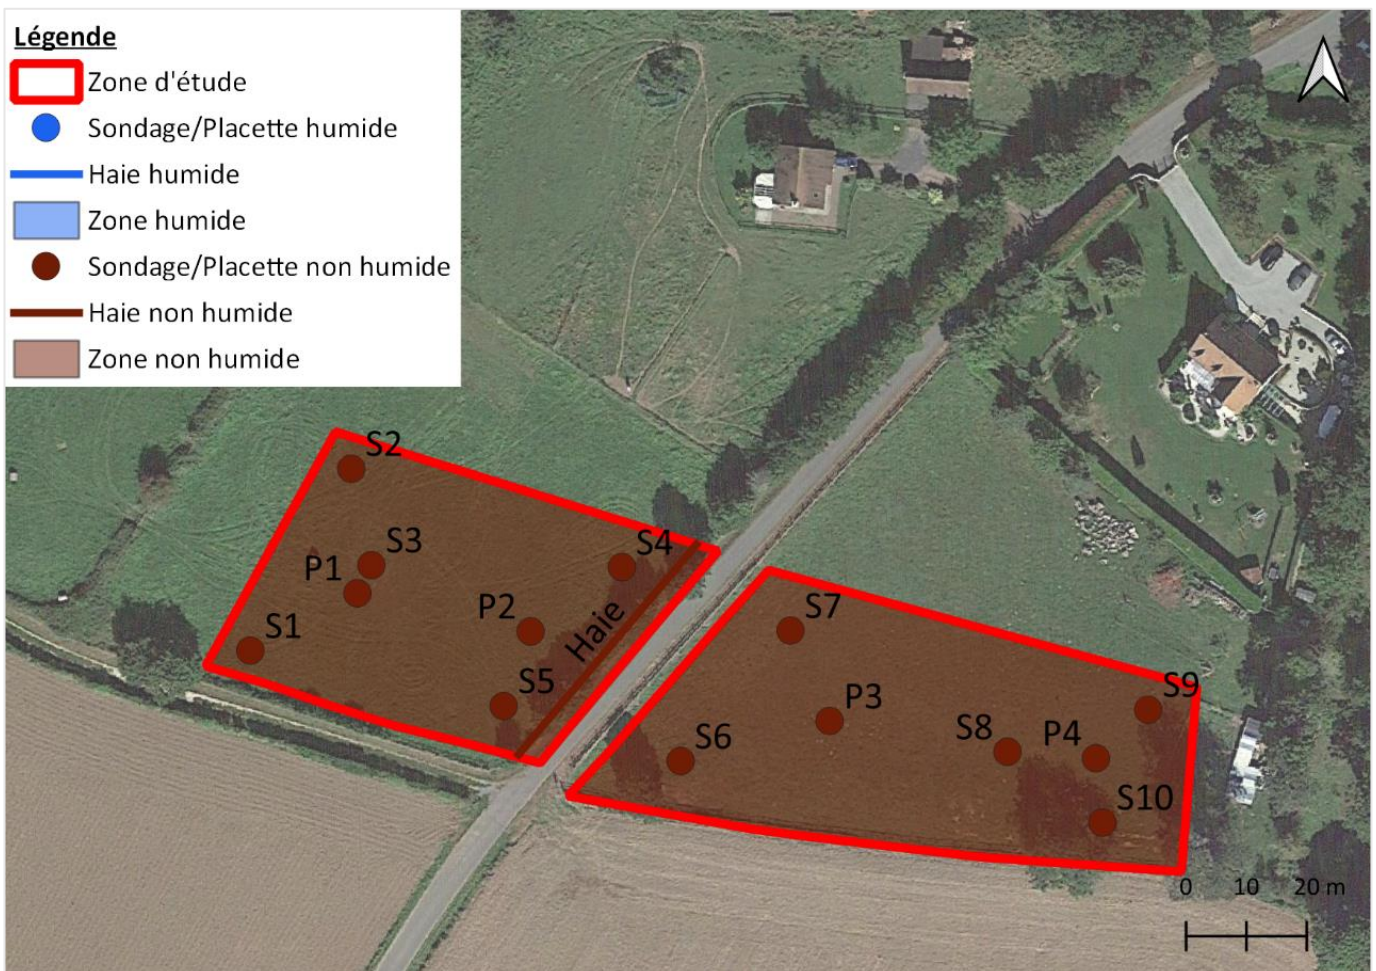 Légende
Zone d'étude
Sondage/Placette humide
Haie humide
Zone humide
Sondage/Placette non humide
Haie non humide
Zone non humide
S2
S3
S4
P1
P2
S1
Haie
S5
S7
S9
P3
S6
S8
P4
S10
0 10 20 m